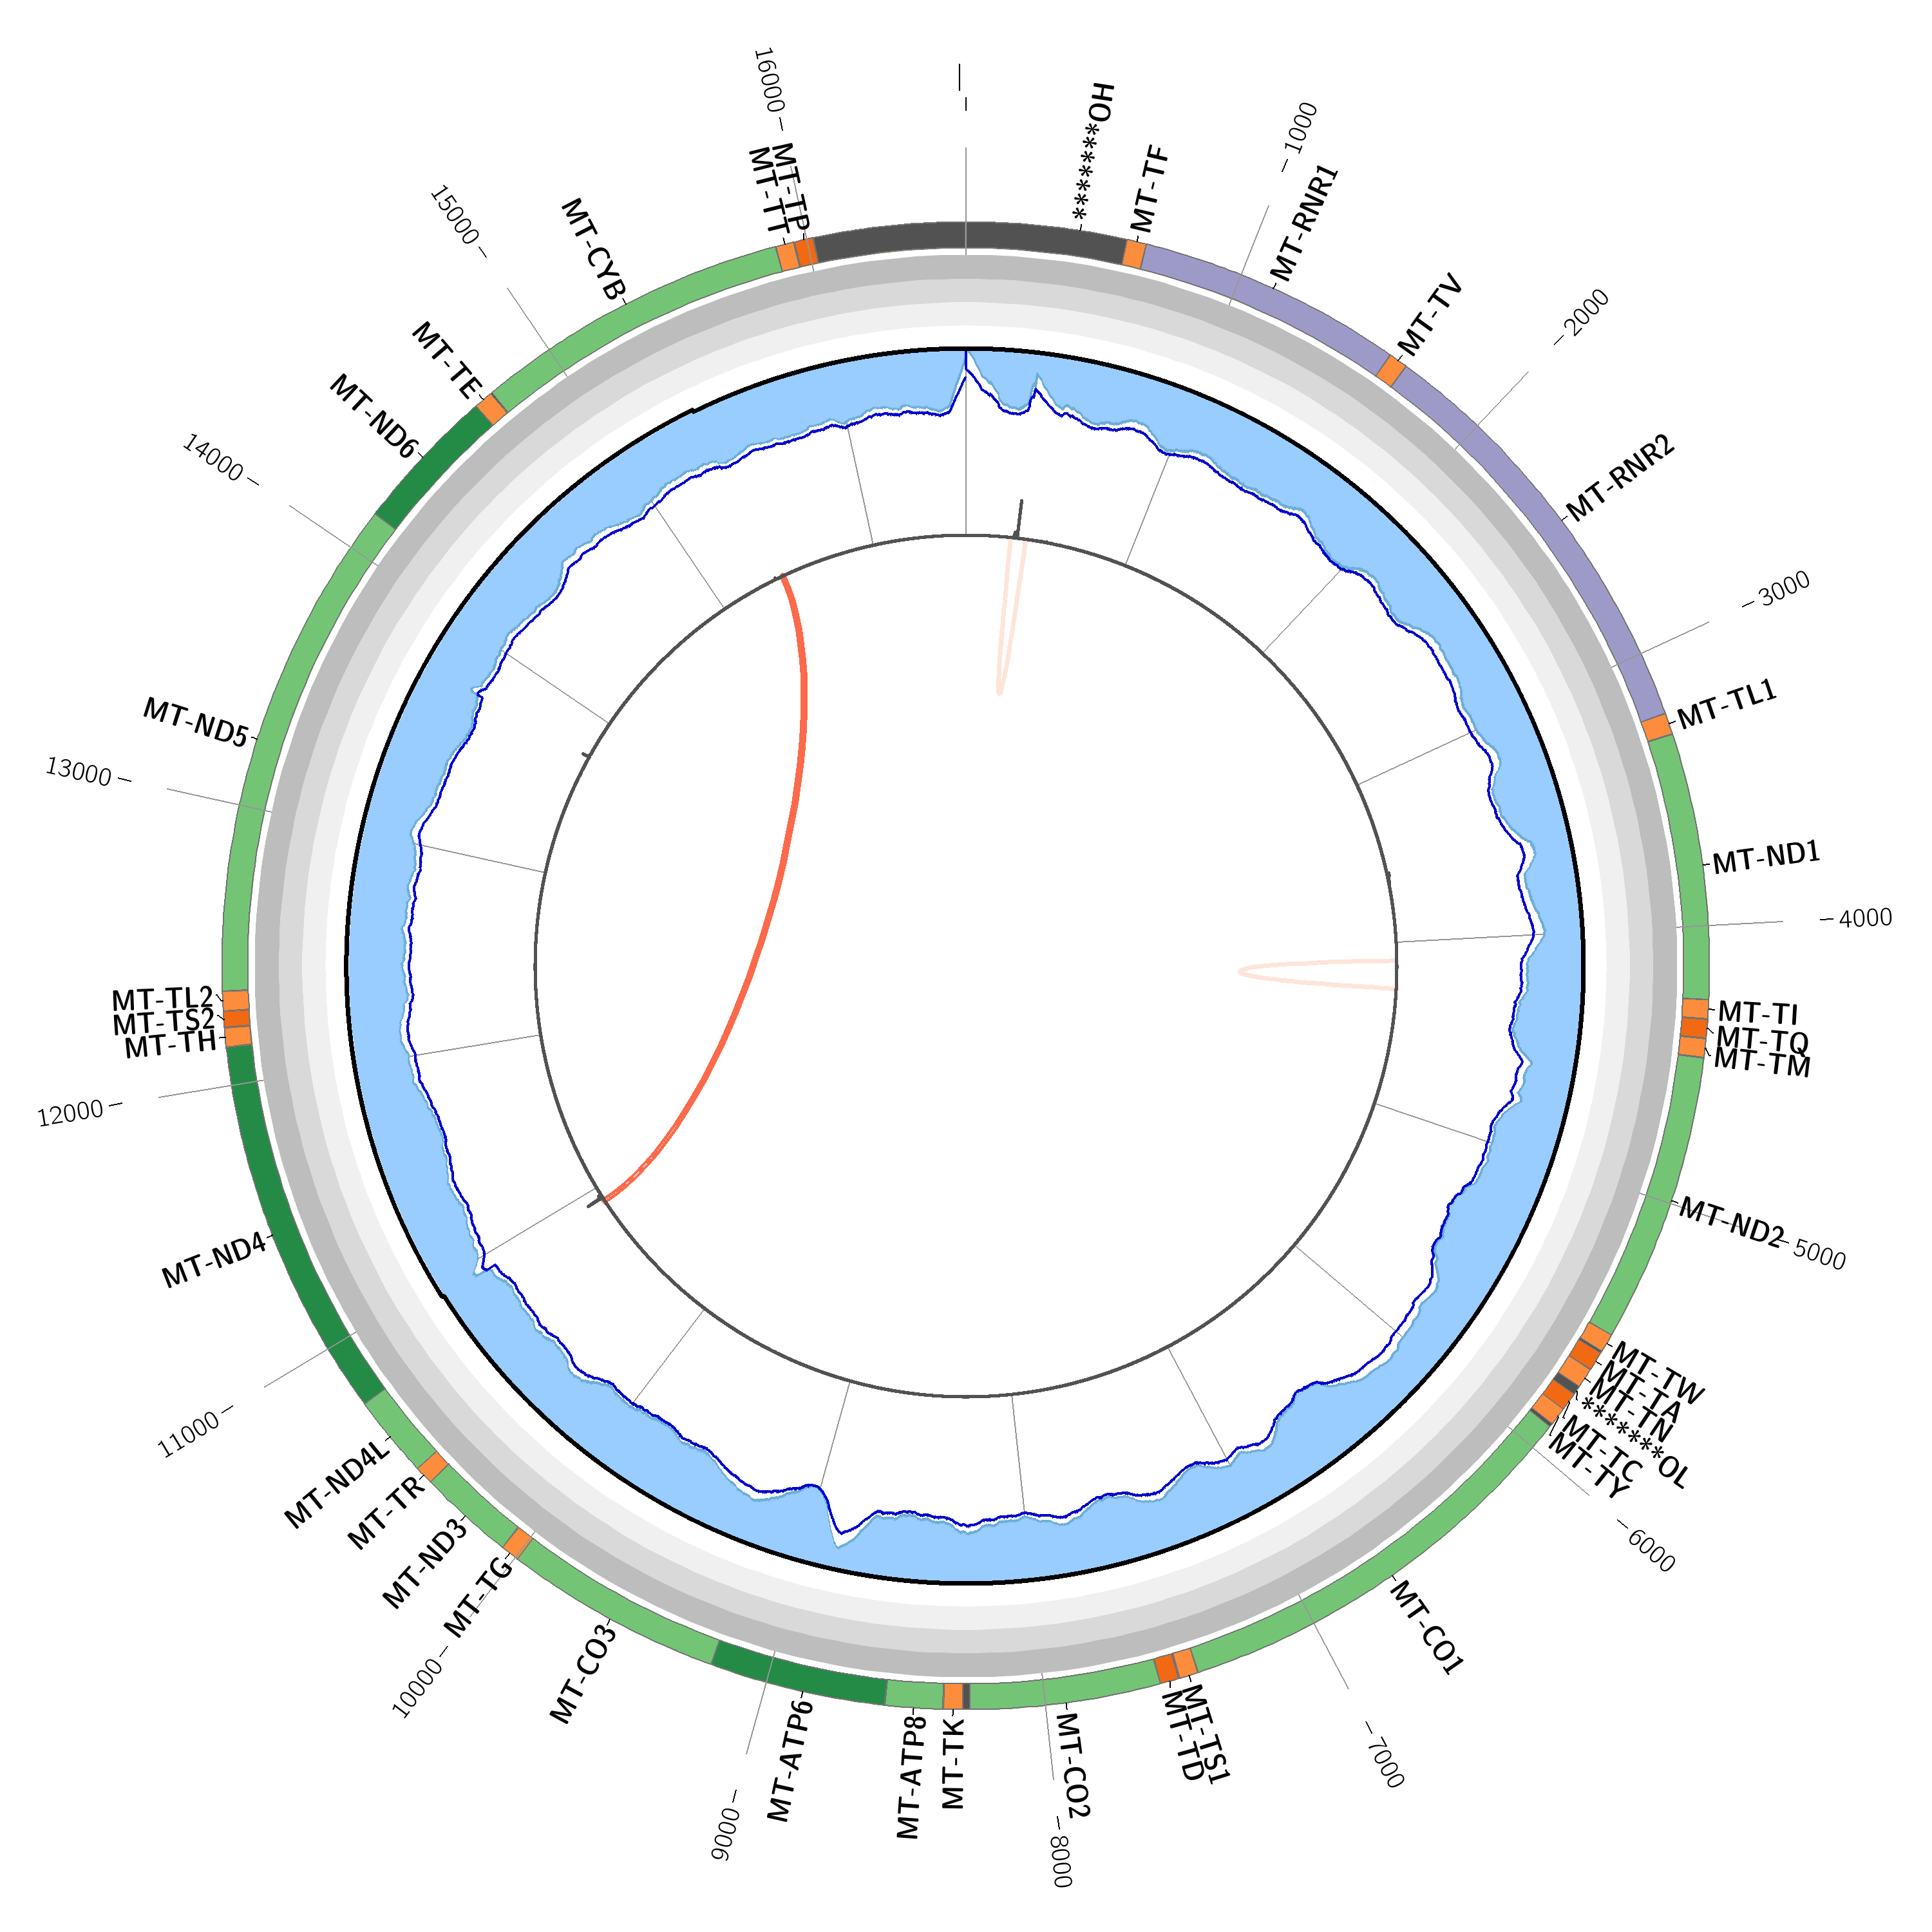 *******OH
MT-TF
1000
MT-RNR1
MT-TV
2000
MT-RNR2
3000
MT-TL1
MT-ND1
4000
MT-TI
MT-TQ
MT-TM
MT-ND2
5000
MT-TW
MT-TA
MT-TN
*******OL
MT-TC
MT-TY
6000
MT-CO1
7000
MT-TS1
MT-TD
MT-CO2
8000
MT-TK
MT-ATP8
MT-ATP6
9000
MT-CO3
10000
MT-TG
MT-ND3
MT-TR
MT-ND4L
11000
MT-ND4
12000
MT-TH
MT-TS2
MT-TL2
13000
MT-ND5
14000
MT-ND6
MT-TE
15000
MT-CYB
MT-TT
MT-TP
16000